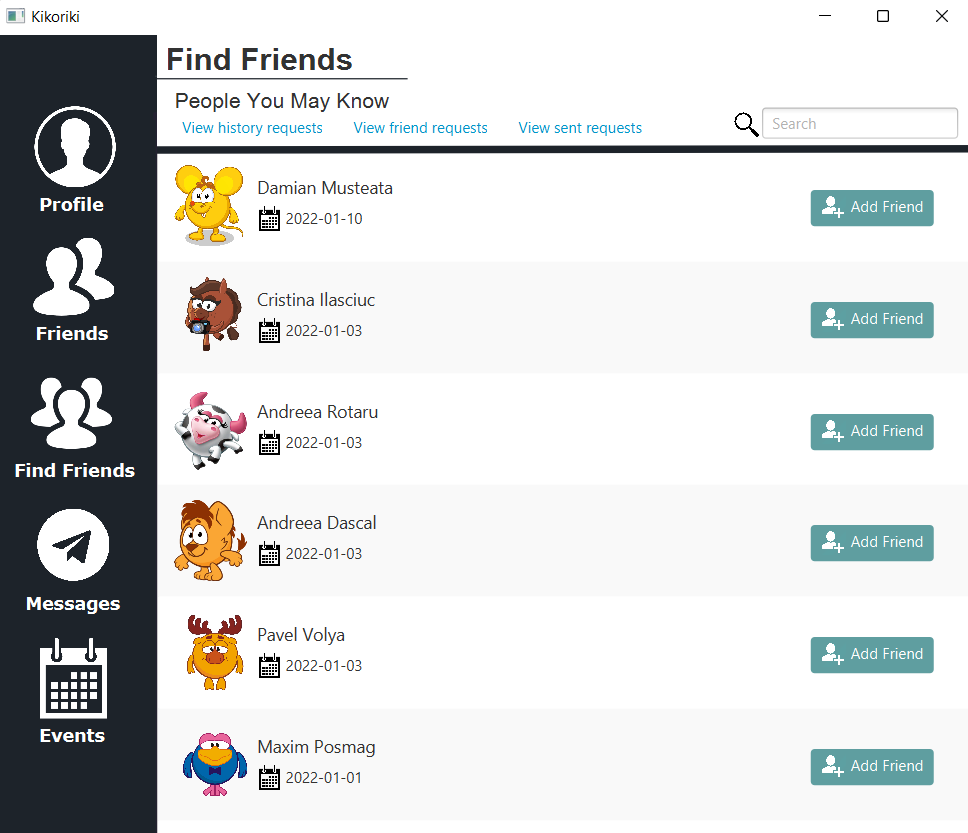 Kikoriki
Find Friends
People You May Know
View history requests View friend requests View sent requests
Search
Profile
Friends
Find Friends
Messages
Events
Damian Musteata
2022-01-10
Add Friend
Cristina Ilasciuc
2022-01-03
Add Friend
Andreea Rotaru
2022-01-03
Add Friend
Andreea Dascal
2022-01-03
Add Friend
Pavel Volya
2022-01-03
Add Friend
Maxim Posmag
2022-01-01
Add Friend